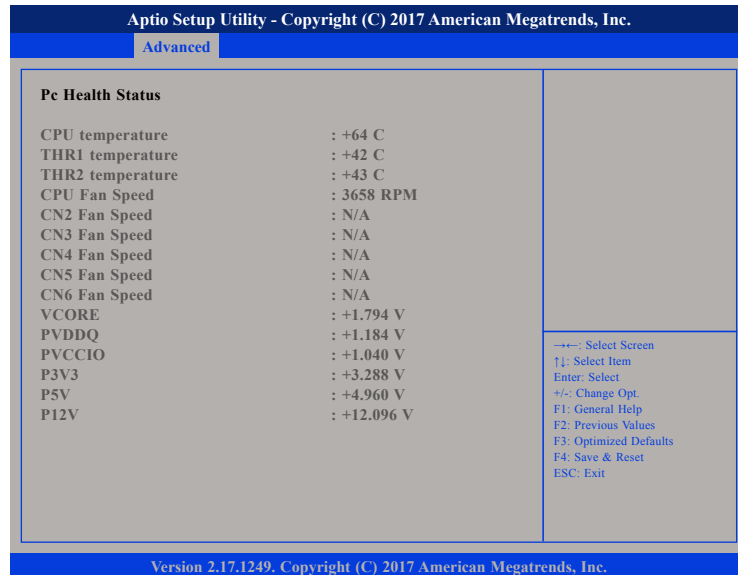 Aptio Setup Utility - Copyright (C) 2017 American Megatrends, Inc.
Advanced
Pc Health Status
CPU temperature : +64 C
THR1 temperature : +42 C
THR2 temperature : +43 C
CPU Fan Speed : 3658 RPM
CN2 Fan Speed : N/A
CN3 Fan Speed : N/A
CN4 Fan Speed : N/A
CN5 Fan Speed : N/A
CN6 Fan Speed : N/A
VCORE : +1.794 V
PVDDQ : +1.184 V
PVCCIO : +1.040 V
P3V3 : +3.288 V
P5V : +4.960 V
P12V : +12.096 V
→←: Select Screen
↑↓: Select Item
Enter: Select
+/-: Change Opt.
F1: General Help
F2: Previous Values
F3: Optimized Defaults
F4: Save & Reset
ESC: Exit
Version 2.17.1249. Copyright (C) 2017 American Megatrends, Inc.